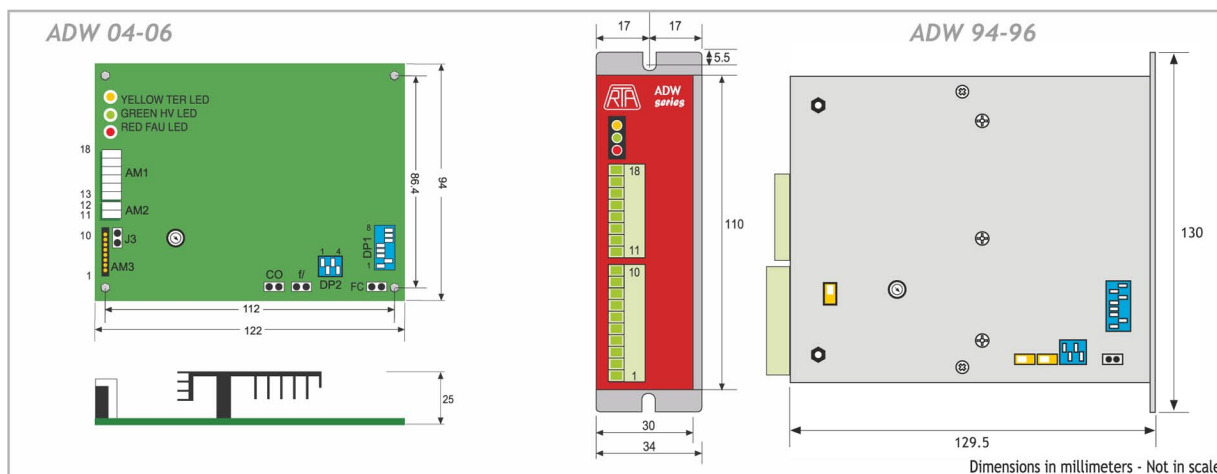 ADW 04-06
YELLOW TER LED
GREEN HV LED
RED FAU LED
18
AM1
13
12
AM2
11
10
J3
AM3
1
CO
f/
1 4
DP2
8
DP1
1
FC
86.4
94
112
122
25
17 17
5.5
RTA
ADW
series
18
11
10
1
110
30
34
ADW 94-96
130
129.5
Dimensions in millimeters - Not in scale